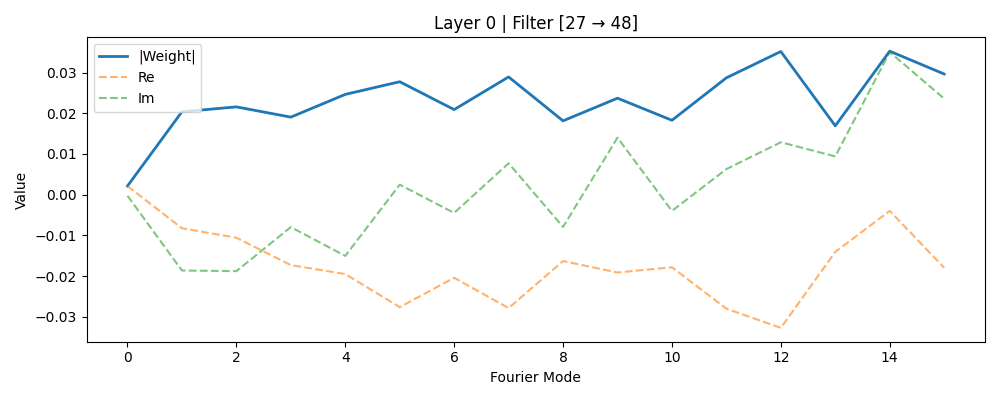 Layer 0 | Filter [27 → 48]
|Weight|
Re
Im
Value
0.03
0.02
0.01
0.00
−0.01
−0.02
−0.03
0 2 4 6 8 10 12 14
Fourier Mode